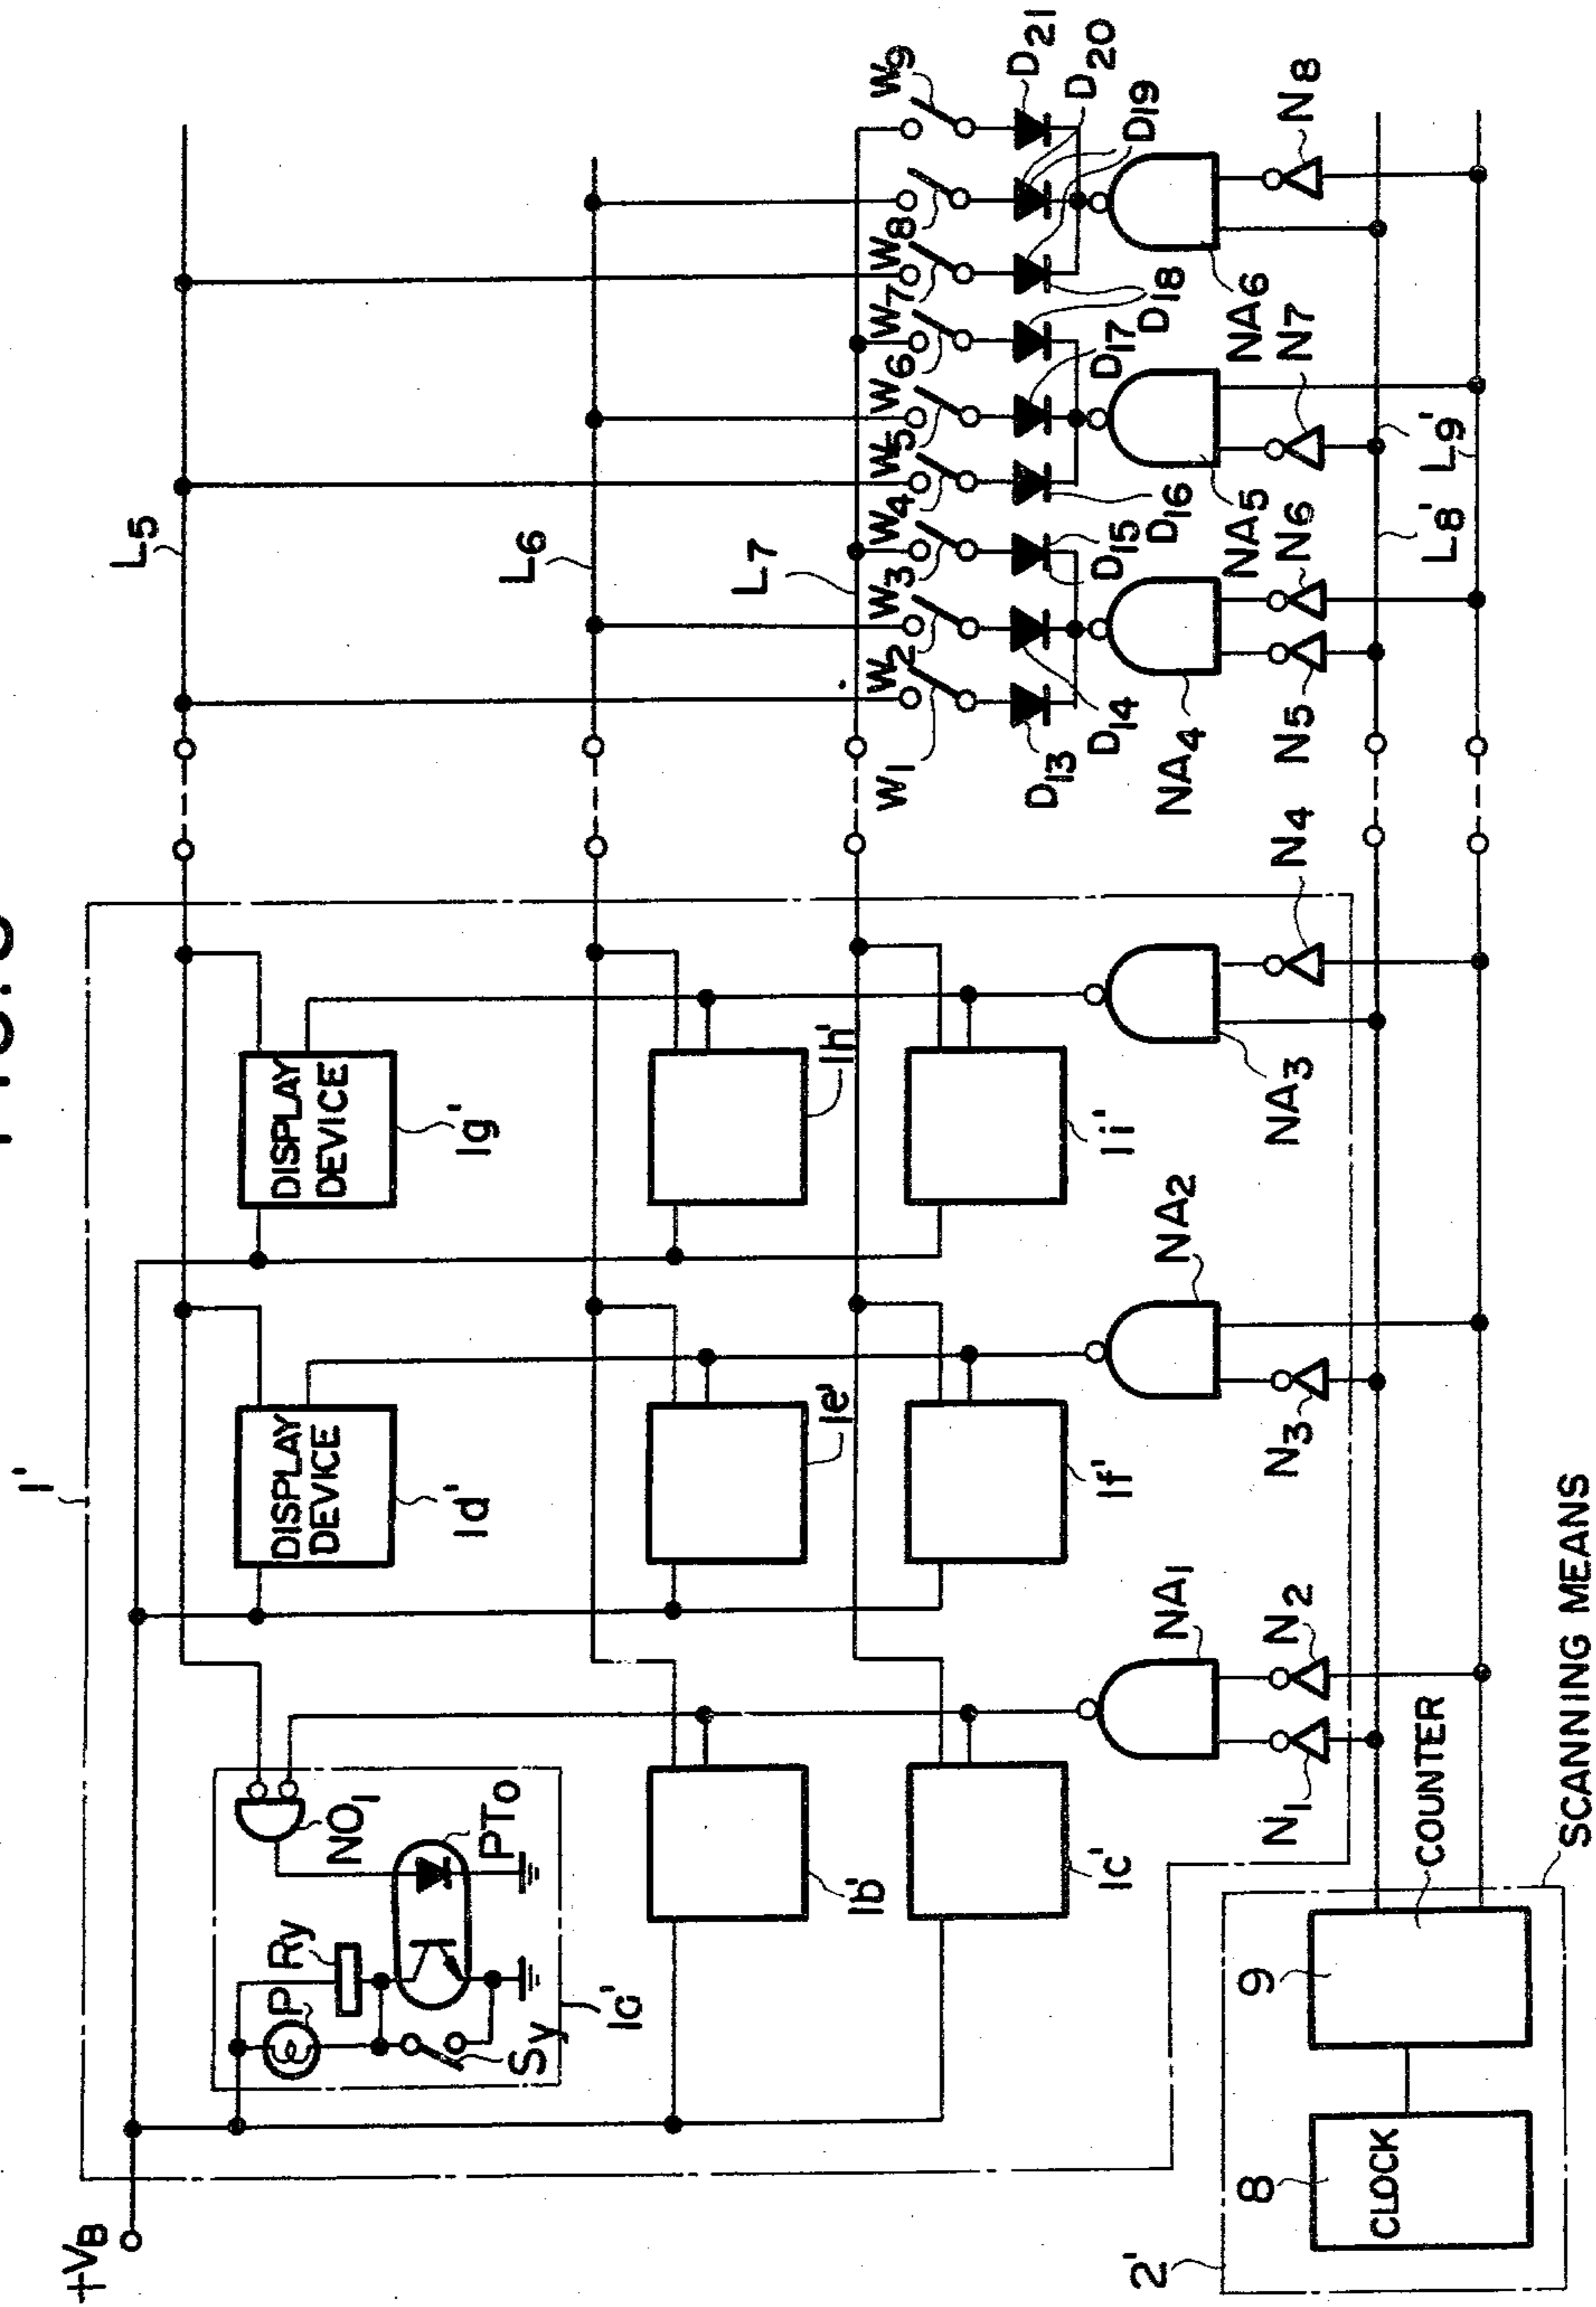 +VB
1'
L5
L6
L7
P
Ry
Sy
PTo
NO1
1a'
1b'
1c'
DISPLAY
DEVICE
1d'
1e'
1f'
DISPLAY
DEVICE
1g'
1h'
1i'
W1
W2
W3
W4
W5
W6
W7
W8
W9
D13
D14
D15
D16
D17
D18
D19
D20
D21
NA1
NA2
NA3
NA4
NA5
NA6
N1
N2
N3
N4
N5
N6
N7
N8
L8'
L9'
2'
8
CLOCK
9
COUNTER
SCANNING MEANS